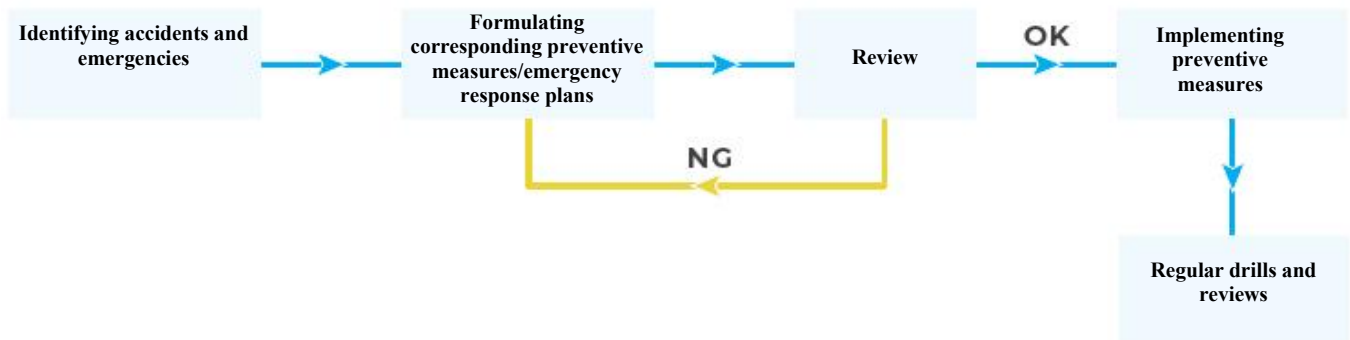 Identifying accidents and
emergencies
Formulating
corresponding preventive
measures/emergency
response plans
Review
OK
Implementing
preventive
measures
NG
Regular drills and
reviews